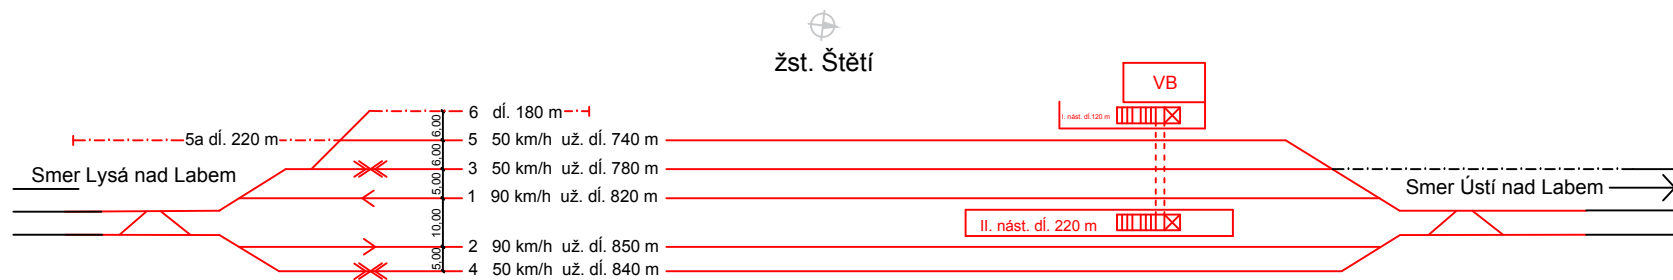 žst. Štětí
VB
I. nást. dĺ.120 m
6 dĺ. 180 m
6,00
5a dĺ. 220 m
5 50 km/h už. dĺ. 740 m
6,00
Smer Lysá nad Labem
3 50 km/h už. dĺ. 780 m
5,00
Smer Ústí nad Labem
1 90 km/h už. dĺ. 820 m
10,00
II. nást. dĺ. 220 m
2 90 km/h už. dĺ. 850 m
5,00
4 50 km/h už. dĺ. 840 m